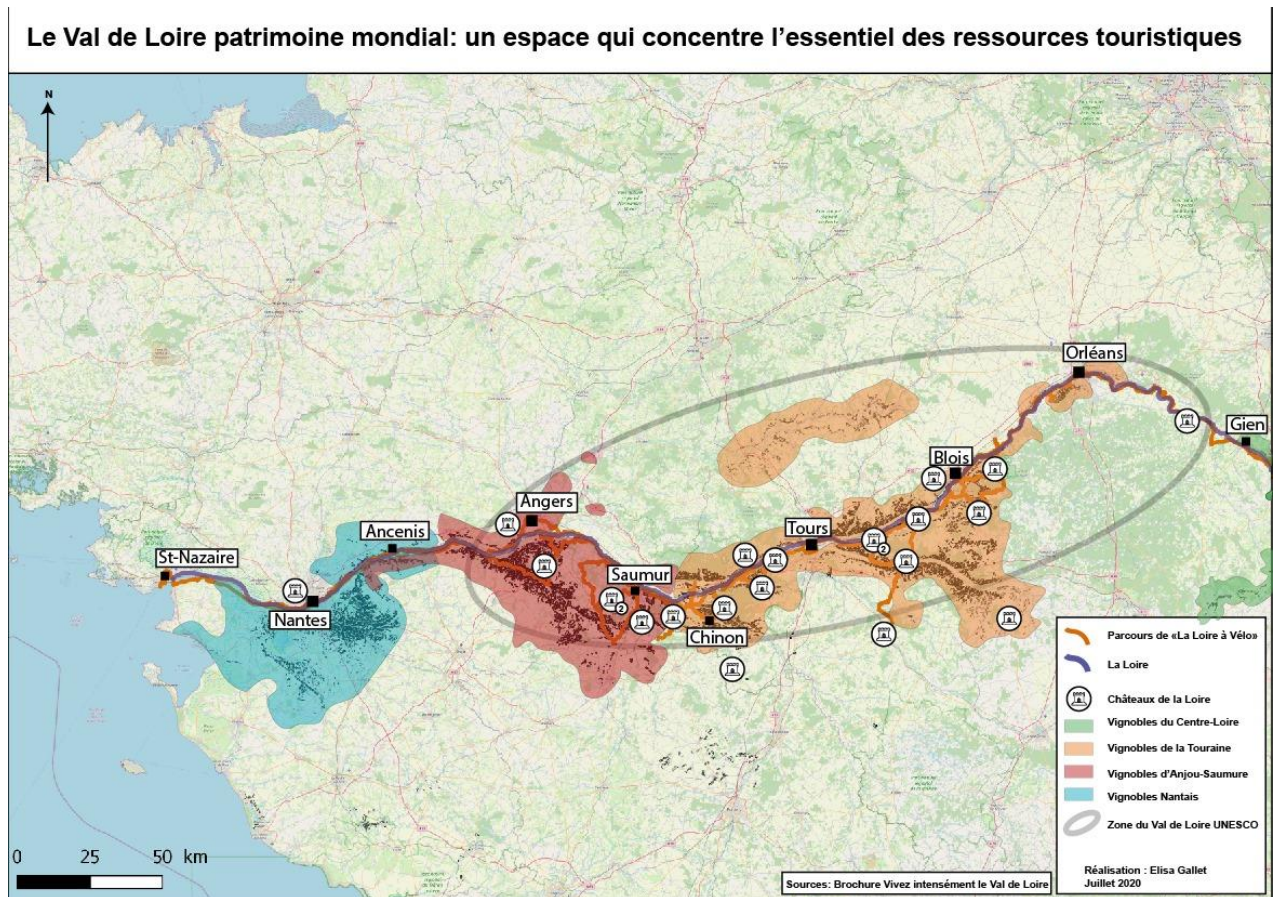 Le Val de Loire patrimoine mondial: un espace qui concentre l’essentiel des ressources touristiques
N
Orléans
Gien
Blois
Angers
Tours
Ancenis
St-Nazaire
Saumur
Nantes
Chinon
2
2
Parcours de «La Loire à Vélo»
La Loire
Châteaux de la Loire
Vignobles du Centre-Loire
Vignobles de la Touraine
Vignobles d’Anjou-Saumure
Vignobles Nantais
Zone du Val de Loire UNESCO
Réalisation : Elisa Gallet
Juillet 2020
0 25 50 km
Sources: Brochure Vivez intensément le Val de Loire